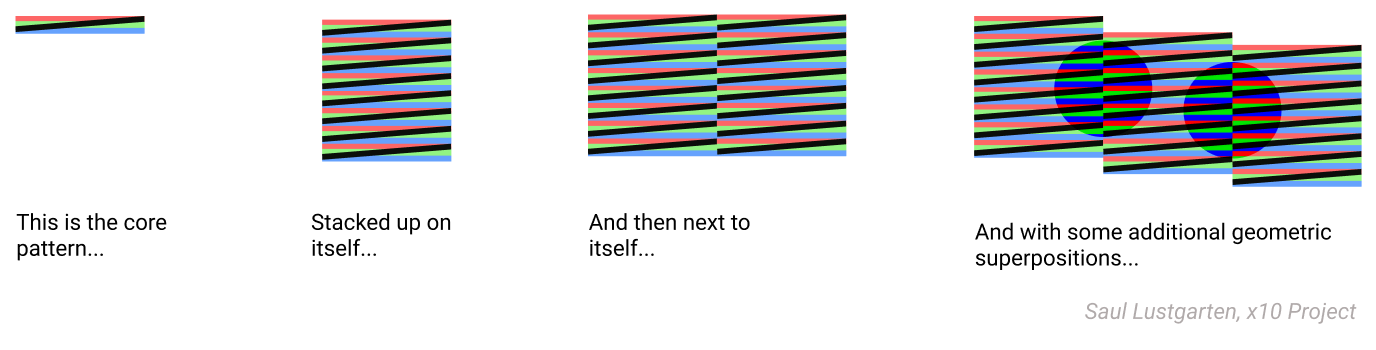 This is the core
pattern...
Stacked up on
itself...
And then next to
itself...
And with some additional geometric
superpositions...
Saul Lustgarten, x10 Project